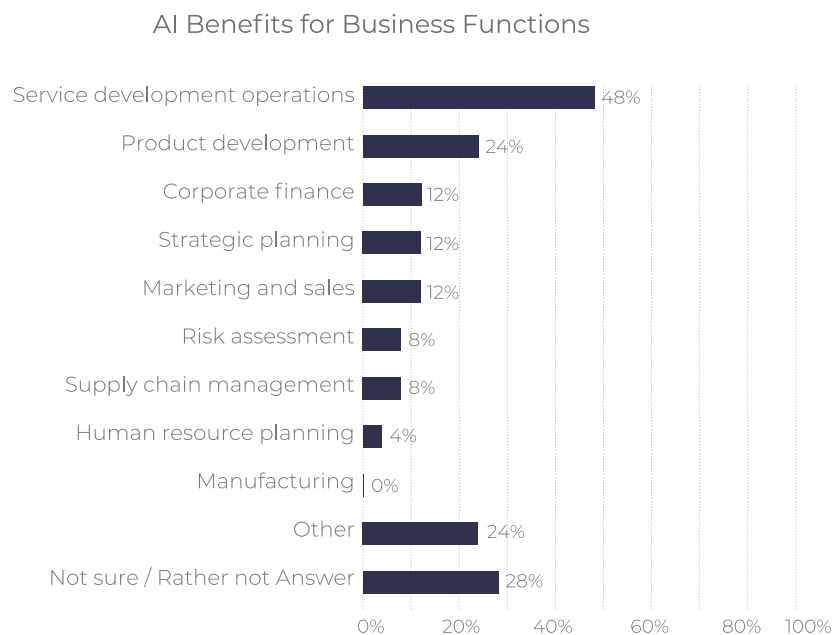 AI Benefits for Business Functions
Service development operations 48%
Product development 24%
Corporate finance 12%
Strategic planning 12%
Marketing and sales 12%
Risk assessment 8%
Supply chain management 8%
Human resource planning 4%
Manufacturing 0%
Other 24%
Not sure / Rather not Answer 28%
0% 20% 40% 60% 80% 100%